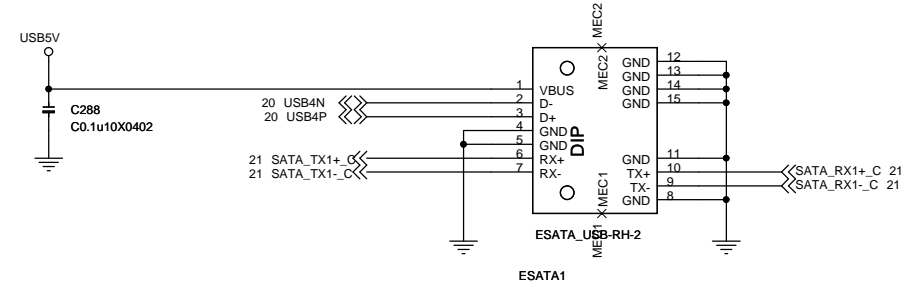 MEC2
USB5V
C288
C0.1u10X0402
20 USB4N
20 USB4P
21 SATA_TX1+_C
21 SATA_TX1-_C
1 VBUS
2 D-
3 D+
4 GND
5 GND
6 RX+
7 RX-
MEC2
DIP
MEC1
GND 12
GND 13
GND 14
GND 15
GND 11
TX+ 10
TX- 9
GND 8
SATA_RX1+_C 21
SATA_RX1-_C 21
MEC1
ESATA_USB-RH-2
ESATA1